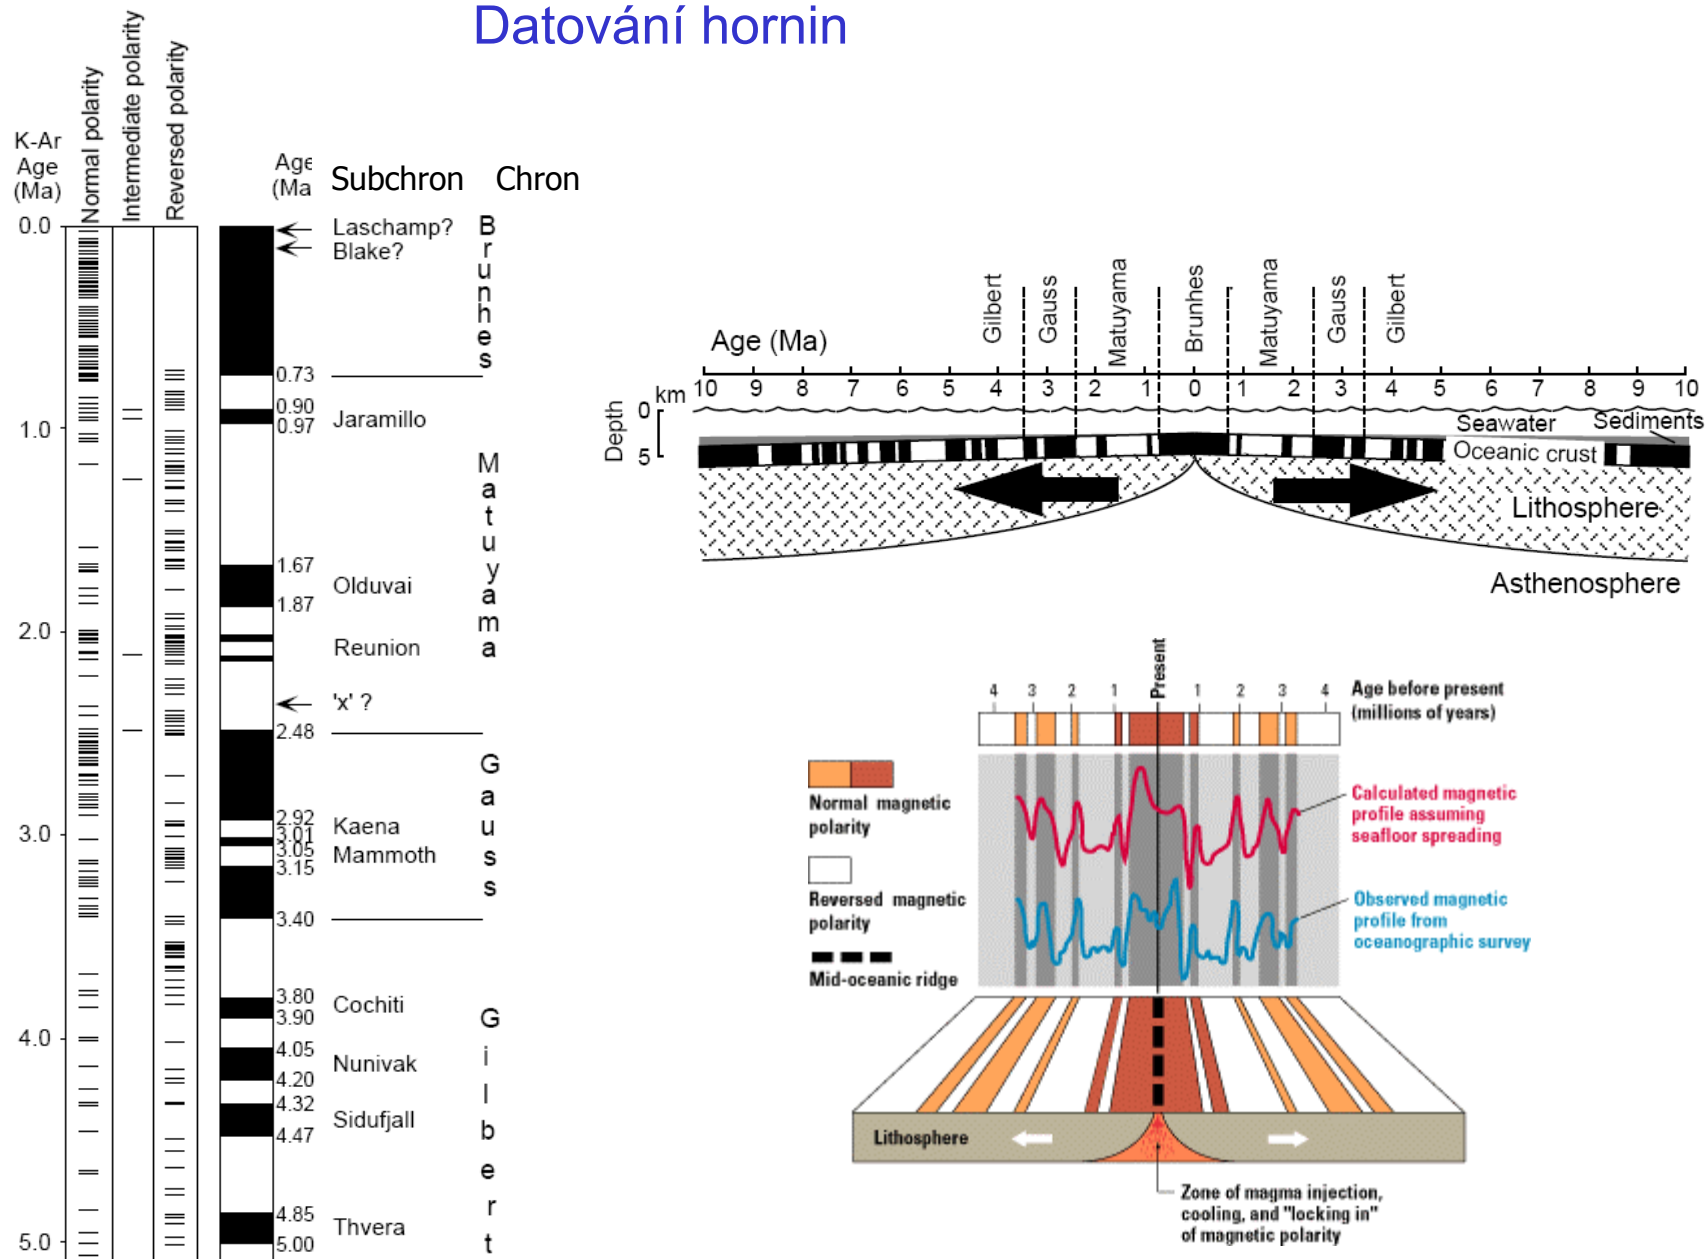 Datování hornin
K-Ar
Age
(Ma)
Normal polarity
Intermediate polarity
Reversed polarity
Age
(Ma
Subchron
Chron
0.0
1.0
2.0
3.0
4.0
5.0
0.73
0.90
0.97
1.67
1.87
2.48
2.92
3.01
3.05
3.15
3.40
3.80
3.90
4.05
4.20
4.32
4.47
4.85
5.00
Laschamp?
Blake?
Jaramillo
Olduvai
Reunion
'x' ?
Kaena
Mammoth
Cochiti
Nunivak
Sidufjall
Thvera
Brunhes
Matuyama
Gauss
Gilbert
Gilbert
Gauss
Matuyama
Brunhes
Matuyama
Gauss
Gilbert
Age (Ma)
10 9 8 7 6 5 4 3 2 1 0 1 2 3 4 5 6 7 8 9 10
km
Depth
0
5
Seawater
Sediments
Oceanic crust
Lithosphere
Asthenosphere
Present
4 3 2 1 1 2 3 4
Age before present
(millions of years)
Normal magnetic
polarity
Reversed magnetic
polarity
Mid-oceanic ridge
Calculated magnetic
profile assuming
seafloor spreading
Observed magnetic
profile from
oceanographic survey
Lithosphere
Zone of magma injection,
cooling, and "locking in"
of magnetic polarity